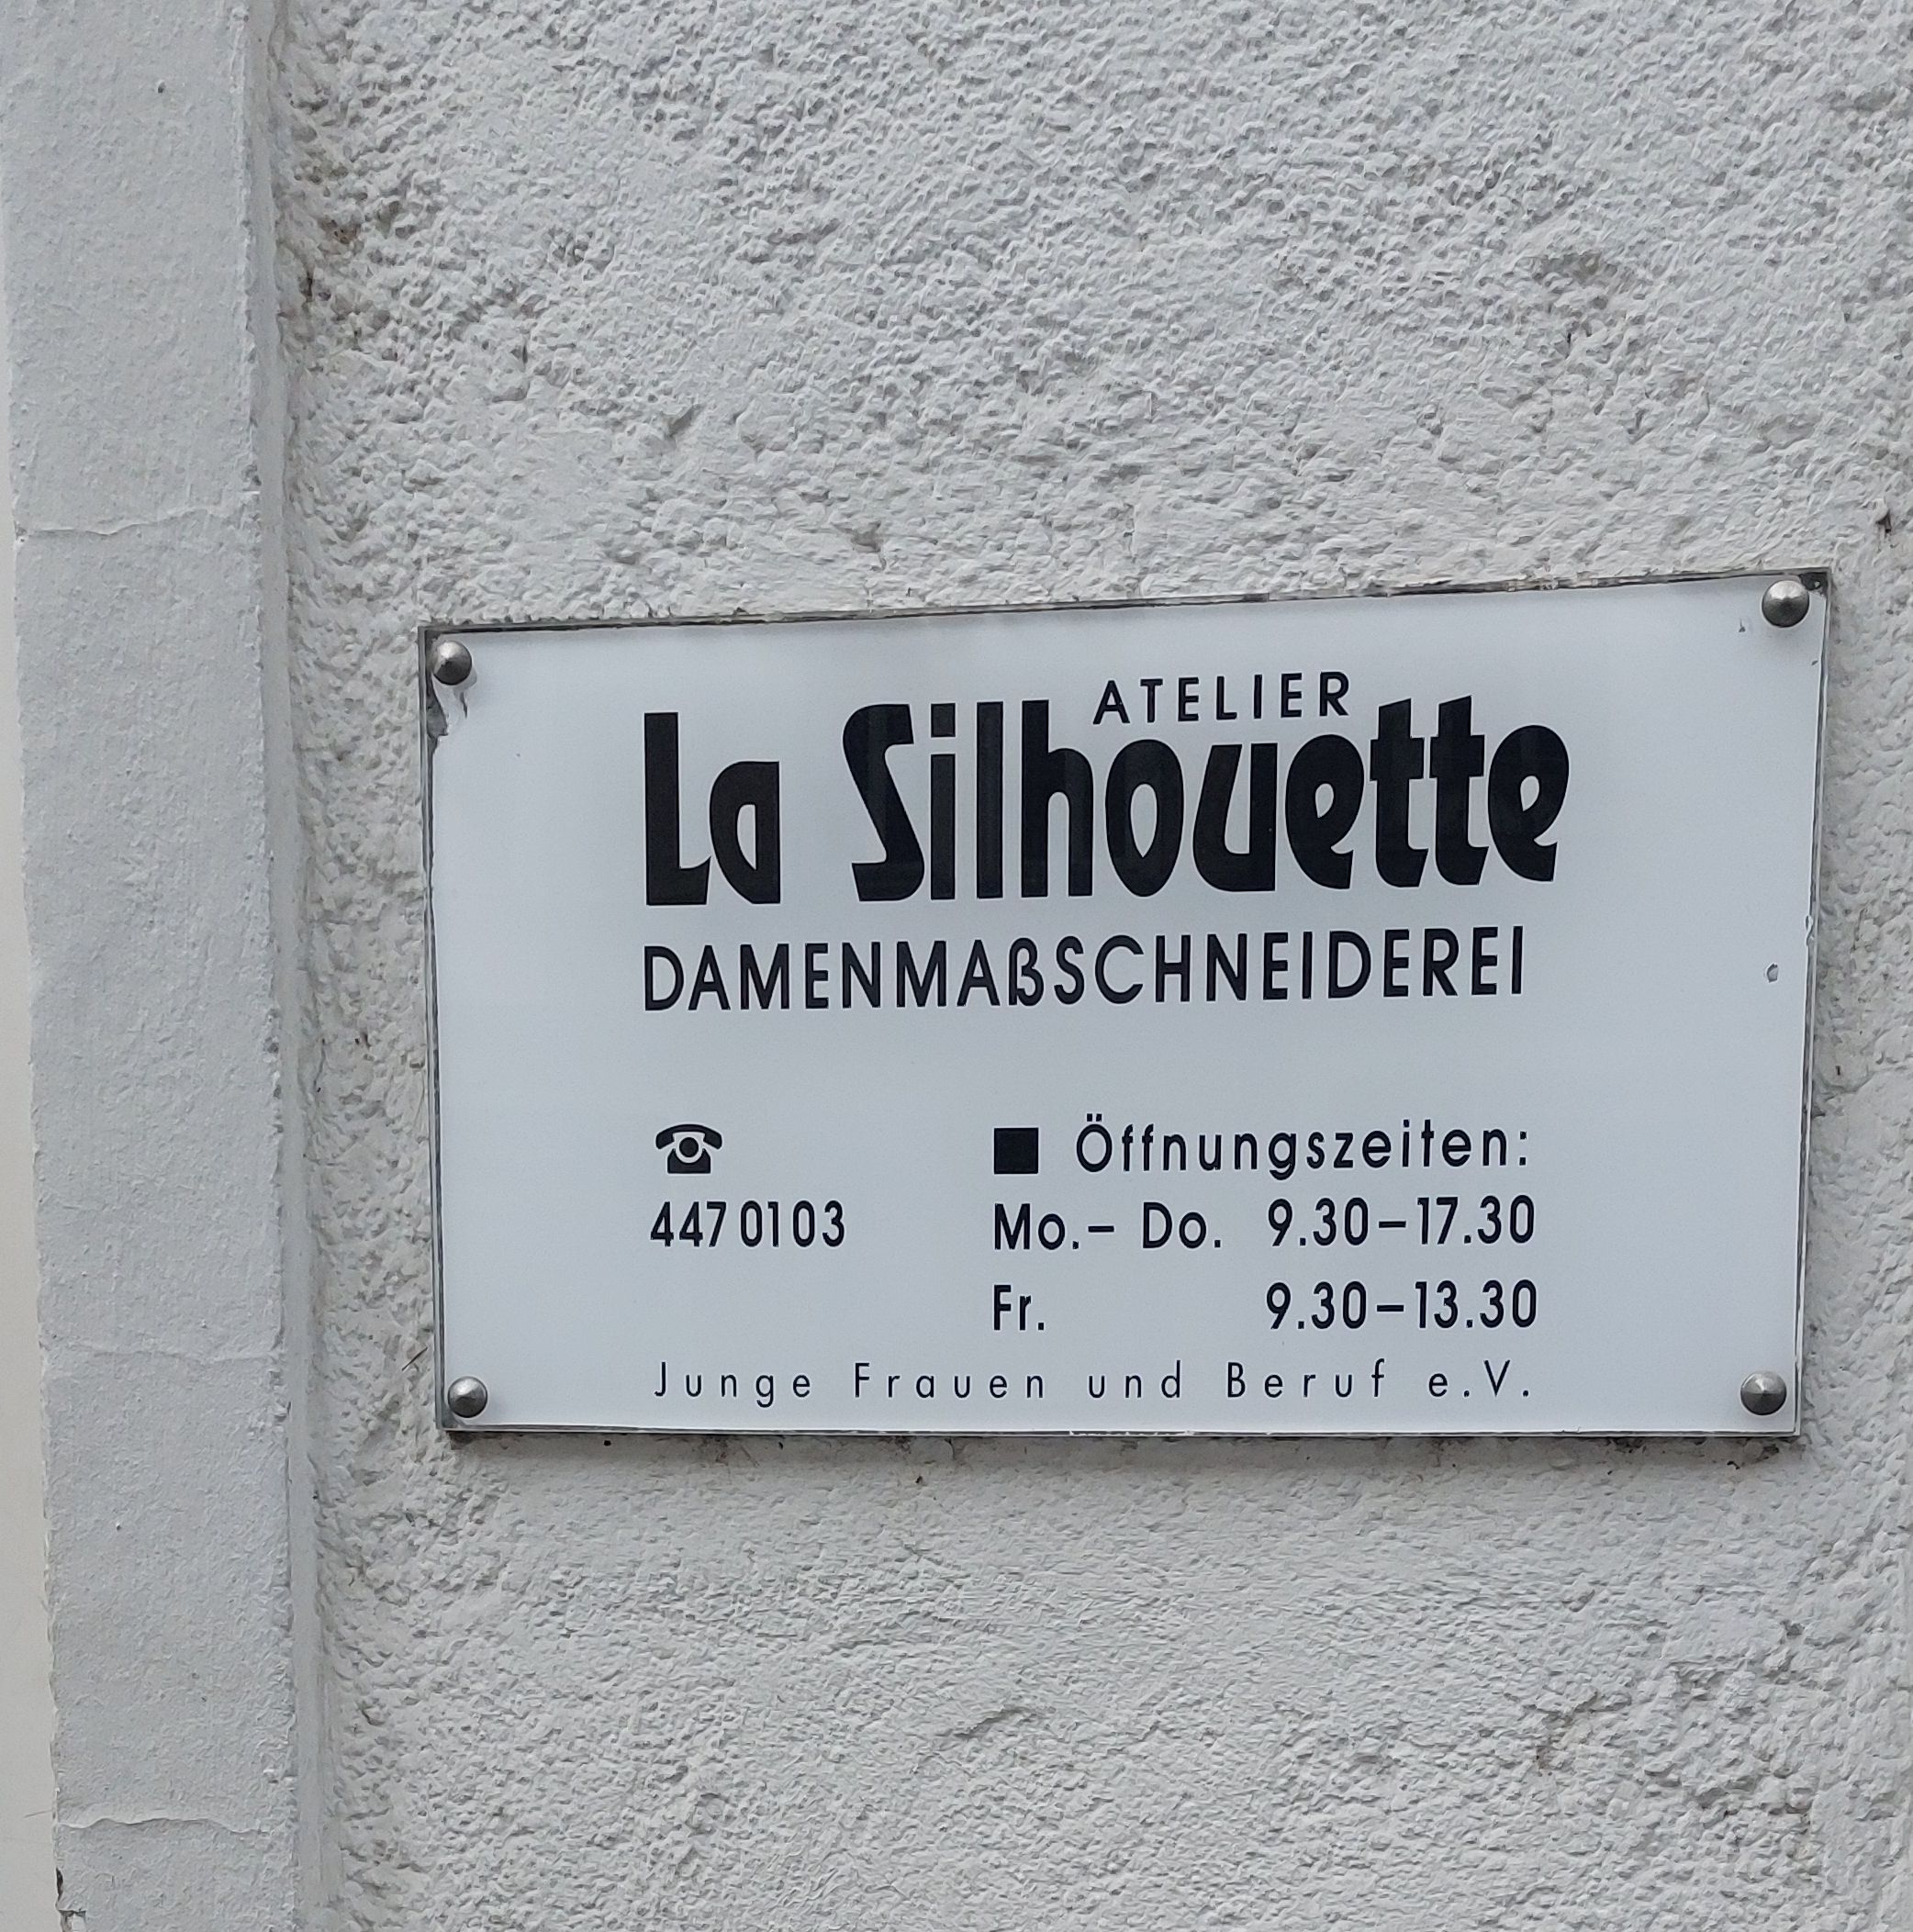 ATELIER
La Silhouette
DAMENMAßSCHNEIDEREI
☎ ■ Öffnungszeiten:
4470103 Mo.– Do. 9.30–17.30
Fr. 9.30–13.30
Junge Frauen und Beruf e.V.